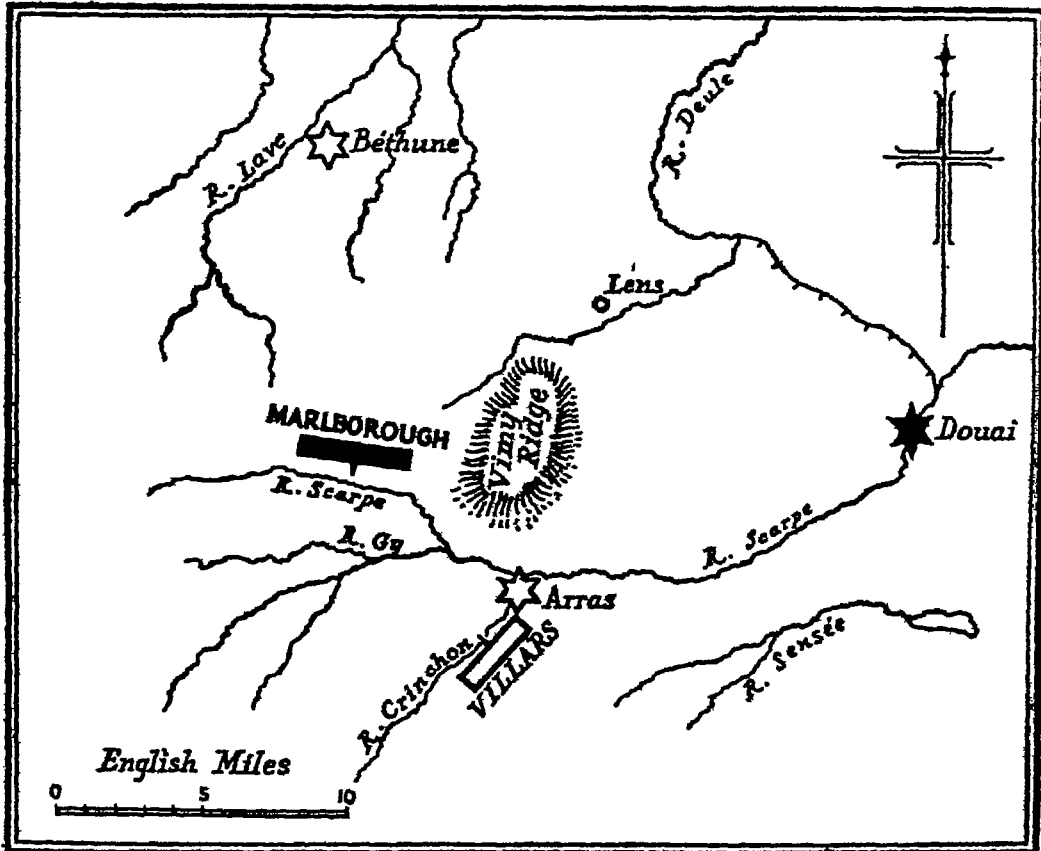 R. Deule
R. Lave
Béthune
Léns
MARLBOROUGH
Vimy
Ridge
Douai
R. Scarpe
R. Gy
R. Scarpe
Arras
R. Crinchon
VILLARS
R. Sensée
English Miles
0 5 10